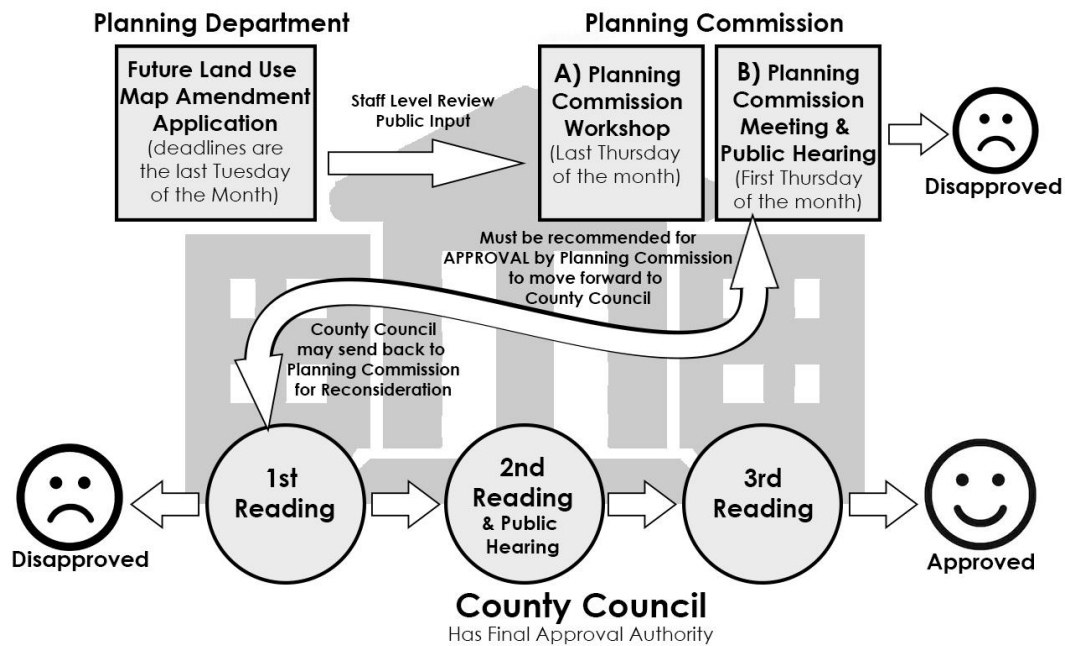 Planning Department
Future Land Use
Map Amendment
Application
(deadlines are
the last Tuesday
of the Month)
Staff Level Review
Public Input
Planning Commission
A) Planning
Commission
Workshop
(Last Thursday
of the month)
B) Planning
Commission
Meeting &
Public Hearing
(First Thursday
of the month)
Disapproved
Must be recommended for
APPROVAL by Planning Commission
to move forward to
County Council
County Council
may send back to
Planning Commission
for Reconsideration
Disapproved
1st
Reading
2nd
Reading
& Public
Hearing
3rd
Reading
Approved
County Council
Has Final Approval Authority